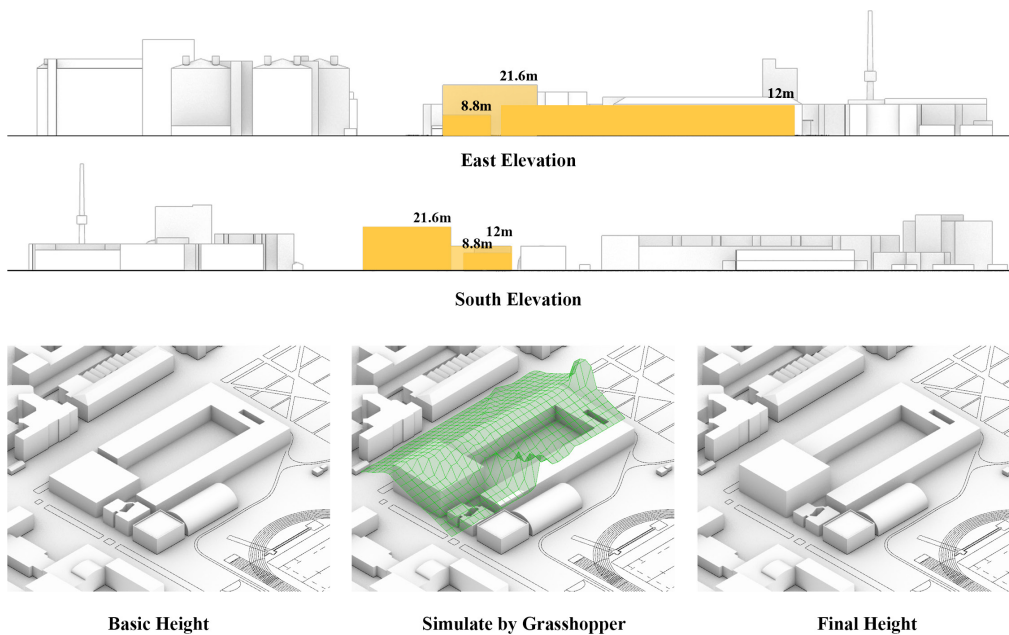 21.6m
8.8m
12m
East Elevation
21.6m
12m
8.8m
South Elevation
Basic Height
Simulate by Grasshopper
Final Height